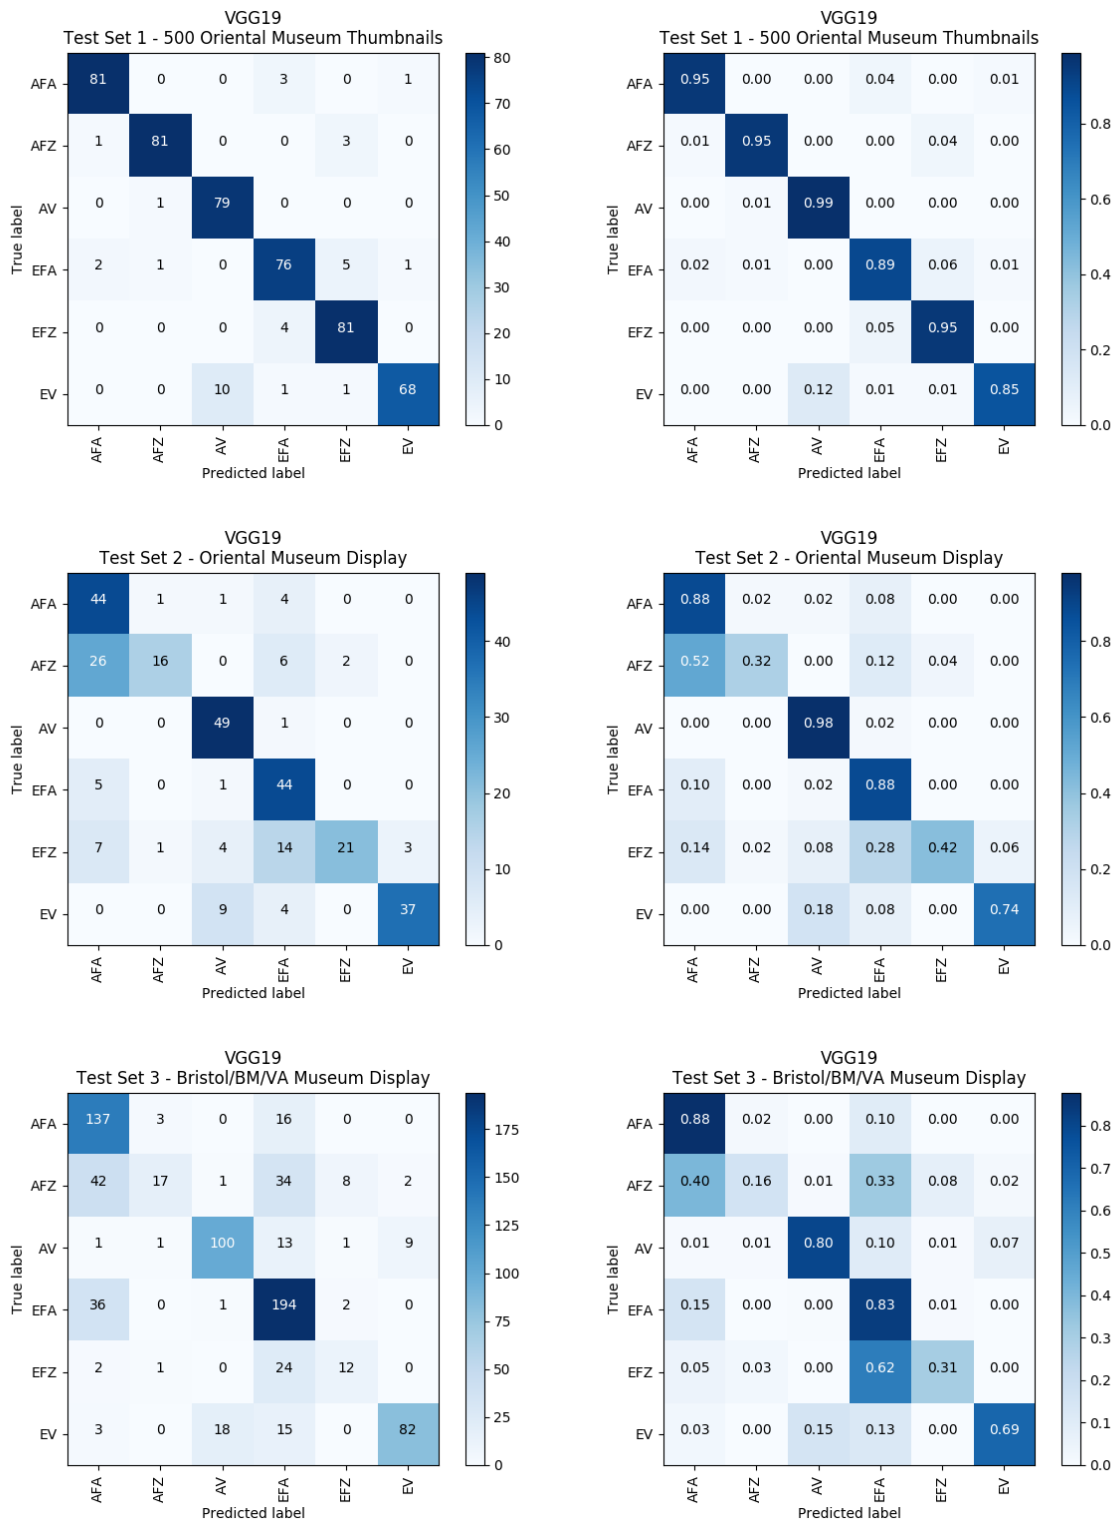 VGG19
Test Set 1 - 500 Oriental Museum Thumbnails
True label
AFA 81 0 0 3 0 1
AFZ 1 81 0 0 3 0
AV 0 1 79 0 0 0
EFA 2 1 0 76 5 1
EFZ 0 0 0 4 81 0
EV 0 0 10 1 1 68
AFA AFZ AV EFA EFZ EV
Predicted label
80
70
60
50
40
30
20
10
0
VGG19
Test Set 1 - 500 Oriental Museum Thumbnails
True label
AFA 0.95 0.00 0.00 0.04 0.00 0.01
AFZ 0.01 0.95 0.00 0.00 0.04 0.00
AV 0.00 0.01 0.99 0.00 0.00 0.00
EFA 0.02 0.01 0.00 0.89 0.06 0.01
EFZ 0.00 0.00 0.00 0.05 0.95 0.00
EV 0.00 0.00 0.12 0.01 0.01 0.85
AFA AFZ AV EFA EFZ EV
Predicted label
0.8
0.6
0.4
0.2
0.0
VGG19
Test Set 2 - Oriental Museum Display
True label
AFA 44 1 1 4 0 0
AFZ 26 16 0 6 2 0
AV 0 0 49 1 0 0
EFA 5 0 1 44 0 0
EFZ 7 1 4 14 21 3
EV 0 0 9 4 0 37
AFA AFZ AV EFA EFZ EV
Predicted label
40
30
20
10
0
VGG19
Test Set 2 - Oriental Museum Display
True label
AFA 0.88 0.02 0.02 0.08 0.00 0.00
AFZ 0.52 0.32 0.00 0.12 0.04 0.00
AV 0.00 0.00 0.98 0.02 0.00 0.00
EFA 0.10 0.00 0.02 0.88 0.00 0.00
EFZ 0.14 0.02 0.08 0.28 0.42 0.06
EV 0.00 0.00 0.18 0.08 0.00 0.74
AFA AFZ AV EFA EFZ EV
Predicted label
0.8
0.6
0.4
0.2
0.0
VGG19
Test Set 3 - Bristol/BM/VA Museum Display
True label
AFA 137 3 0 16 0 0
AFZ 42 17 1 34 8 2
AV 1 1 100 13 1 9
EFA 36 0 1 194 2 0
EFZ 2 1 0 24 12 0
EV 3 0 18 15 0 82
AFA AFZ AV EFA EFZ EV
Predicted label
175
150
125
100
75
50
25
0
VGG19
Test Set 3 - Bristol/BM/VA Museum Display
True label
AFA 0.88 0.02 0.00 0.10 0.00 0.00
AFZ 0.40 0.16 0.01 0.33 0.08 0.02
AV 0.01 0.01 0.80 0.10 0.01 0.07
EFA 0.15 0.00 0.00 0.83 0.01 0.00
EFZ 0.05 0.03 0.00 0.62 0.31 0.00
EV 0.03 0.00 0.15 0.13 0.00 0.69
AFA AFZ AV EFA EFZ EV
Predicted label
0.8
0.7
0.6
0.5
0.4
0.3
0.2
0.1
0.0